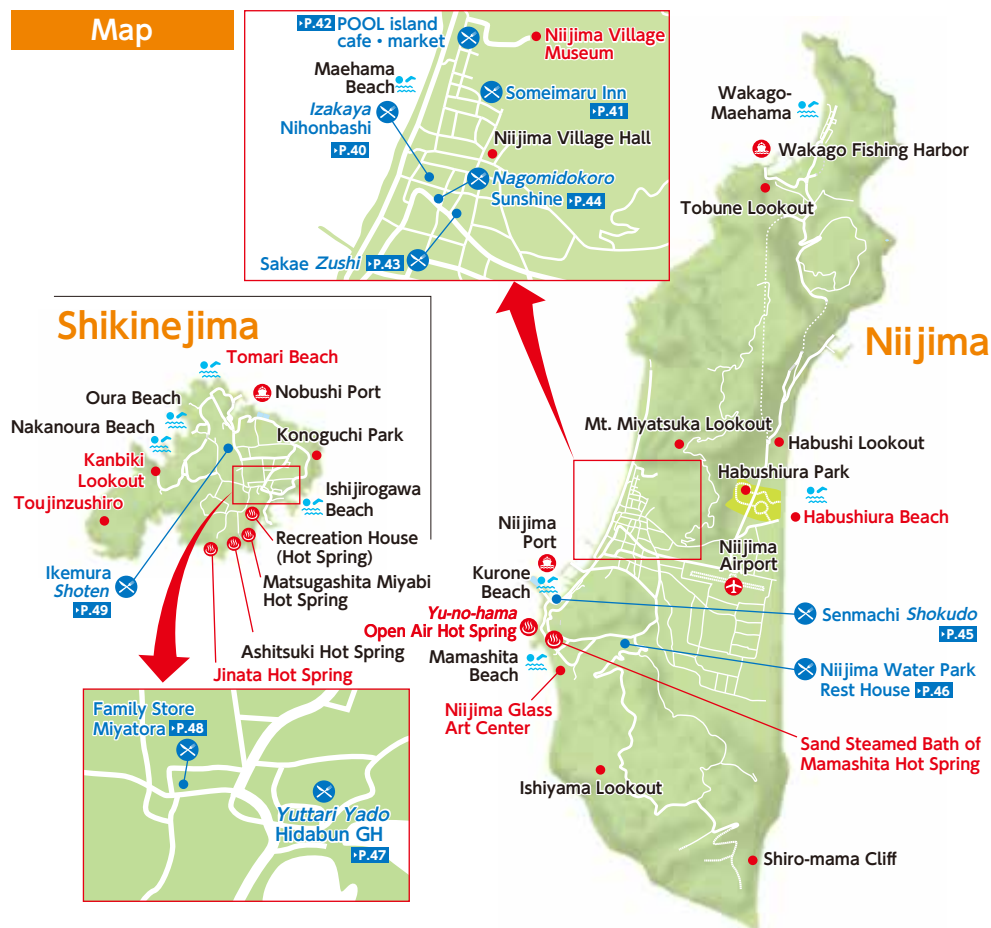 Map
▸P.42 POOL island
cafe・market
Niijima Village
Museum
Maehama
Beach
Someimaru Inn
▸P.41
Izakaya
Nihonbashi
▸P.40
Niijima Village Hall
Nagomidokoro
Sunshine ▸P.44
Sakae Zushi ▸P.43
Wakago-
Maehama
Wakago Fishing Harbor
Tobune Lookout
Shikinejima
Niijima
Tomari Beach
Nobushi Port
Oura Beach
Nakanoura Beach
Konoguchi Park
Kanbiki
Lookout
Toujinzushiro
Ishijirogawa
Beach
Recreation House
(Hot Spring)
Ikemura
Shoten
▸P.49
Matsugashita Miyabi
Hot Spring
Ashitsuki Hot Spring
Jinata Hot Spring
Family Store
Miyatora ▸P.48
Yuttari Yado
Hidabun GH
▸P.47
Mt. Miyatsuka Lookout
Habushi Lookout
Habushiura Park
Habushiura Beach
Niijima
Port
Niijima
Airport
Kurone
Beach
Yu-no-hama
Open Air Hot Spring
Mamashita
Beach
Senmachi Shokudo
▸P.45
Niijima Water Park
Rest House ▸P.46
Niijima Glass
Art Center
Sand Steamed Bath of
Mamashita Hot Spring
Ishiyama Lookout
Shiro-mama Cliff